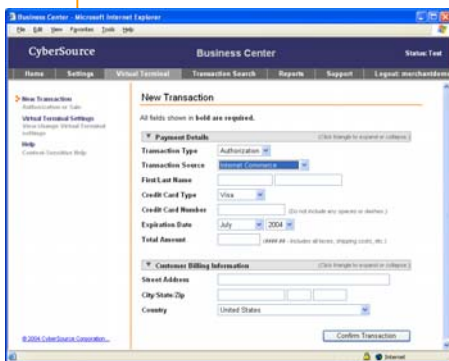 Business Center - Microsoft Internet Explorer
File Edit View Favorites Tools Help
CyberSource
Business Center
Status: Test
Home Settings Virtual Terminal Transaction Search Reports Support Logout: merchantdemo
New Transaction
Authorization or Sale
Virtual Terminal Settings
View/change Virtual Terminal
settings
Help
Context-Sensitive Help
New Transaction
All fields shown in bold are required.
Payment Details (Click triangle to expand or collapse.)
Transaction Type Authorization
Transaction Source Internet Commerce
First/Last Name
Credit Card Type Visa
Credit Card Number (Do not include any spaces or dashes.)
Expiration Date July 2004
Total Amount (####.## - Includes all taxes, shipping costs, etc.)
Customer Billing Information (Click triangle to expand or collapse.)
Street Address
City/State/Zip
Country United States
Confirm Transaction
© 2004 CyberSource Corporation...
Internet